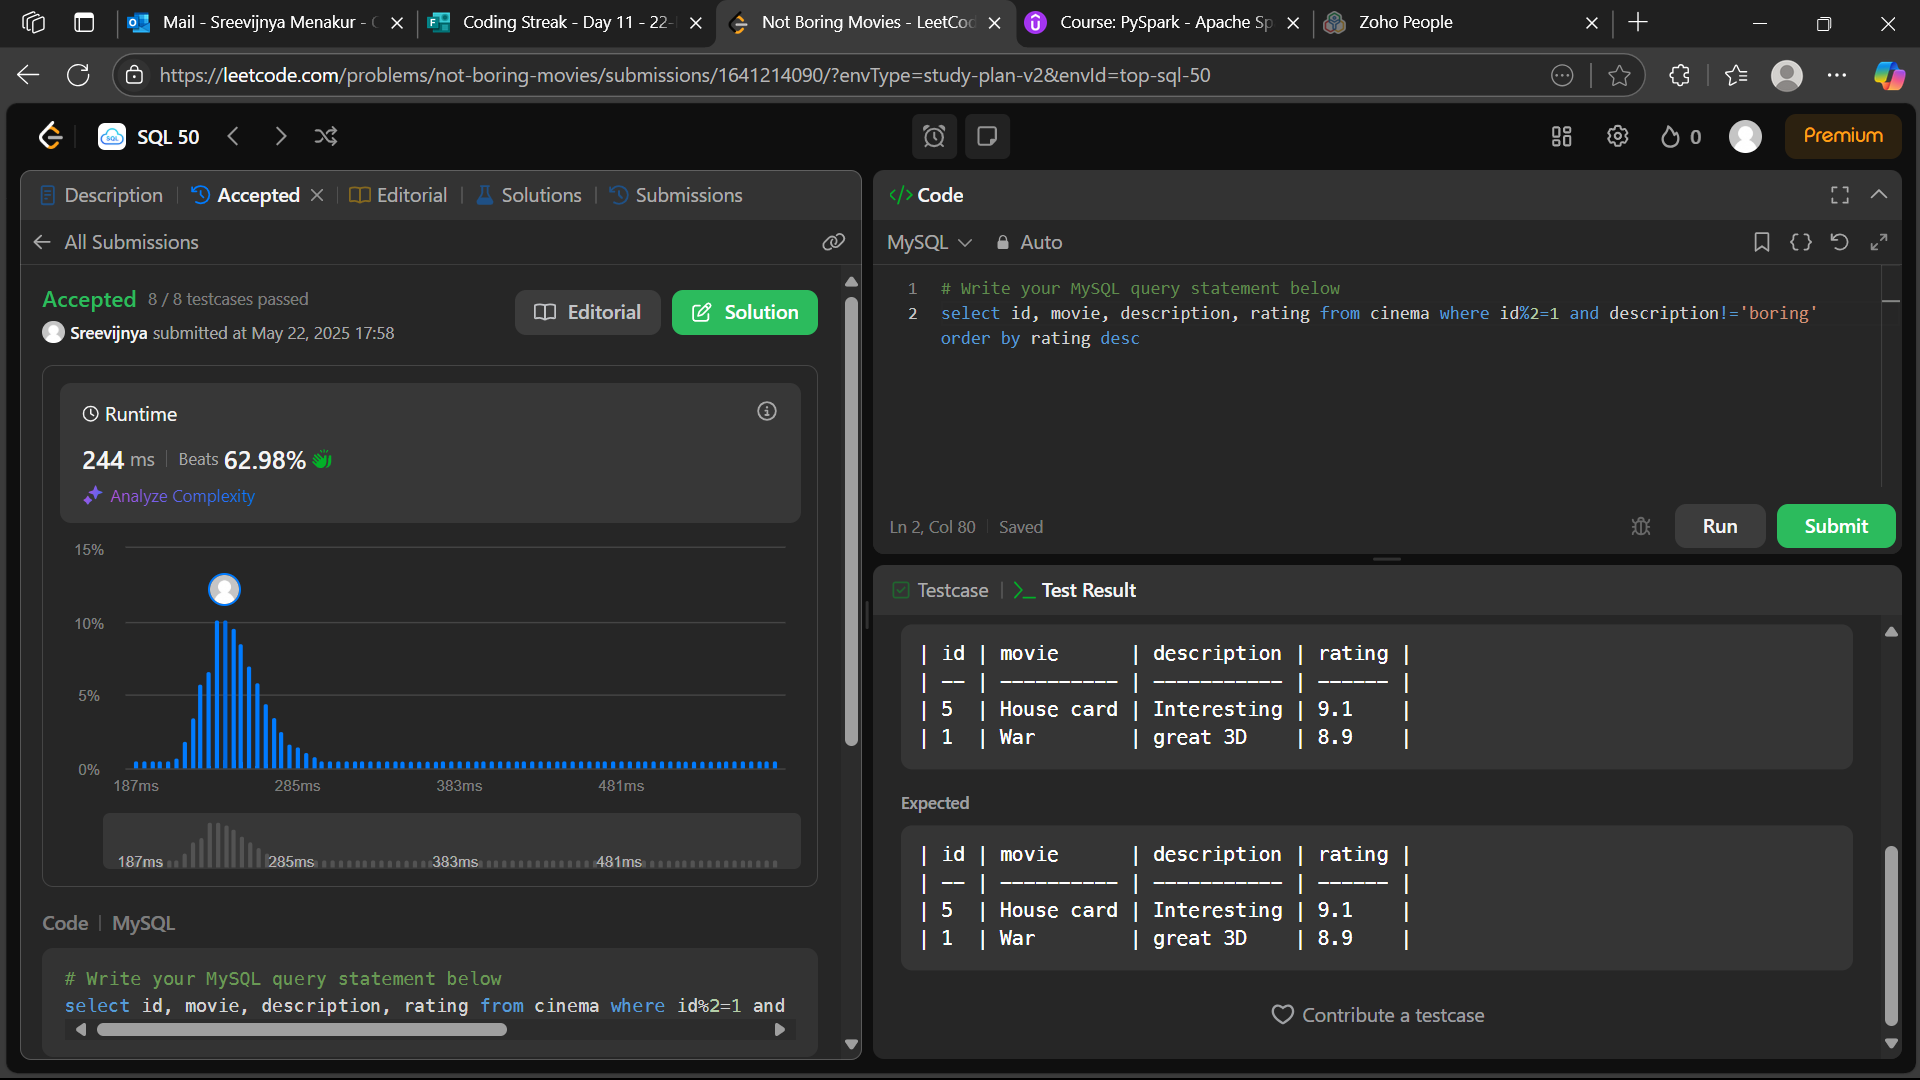 Mail - Sreevijnya Menakur - 
Coding Streak - Day 11 - 22-
Not Boring Movies - LeetCod
Course: PySpark - Apache Sp
Zoho People
https://leetcode.com/problems/not-boring-movies/submissions/1641214090/?envType=study-plan-v2&envId=top-sql-50
SQL 50
0
Premium
Description
Accepted
Editorial
Solutions
Submissions
All Submissions
Accepted 8 / 8 testcases passed
Sreevijnya submitted at May 22, 2025 17:58
Editorial
Solution
Runtime
244 ms Beats 62.98%
Analyze Complexity
15%
10%
5%
0%
187ms 285ms 383ms 481ms
187ms 285ms 383ms 481ms
Code | MySQL
# Write your MySQL query statement below
select id, movie, description, rating from cinema where id%2=1 and
</> Code
MySQL Auto
1 # Write your MySQL query statement below
2 select id, movie, description, rating from cinema where id%2=1 and description!='boring'
order by rating desc
Ln 2, Col 80 Saved
Run
Submit
Testcase
Test Result
| id | movie | description | rating |
| -- | ---------- | ----------- | ------ |
| 5 | House card | Interesting | 9.1 |
| 1 | War | great 3D | 8.9 |
Expected
| id | movie | description | rating |
| -- | ---------- | ----------- | ------ |
| 5 | House card | Interesting | 9.1 |
| 1 | War | great 3D | 8.9 |
Contribute a testcase